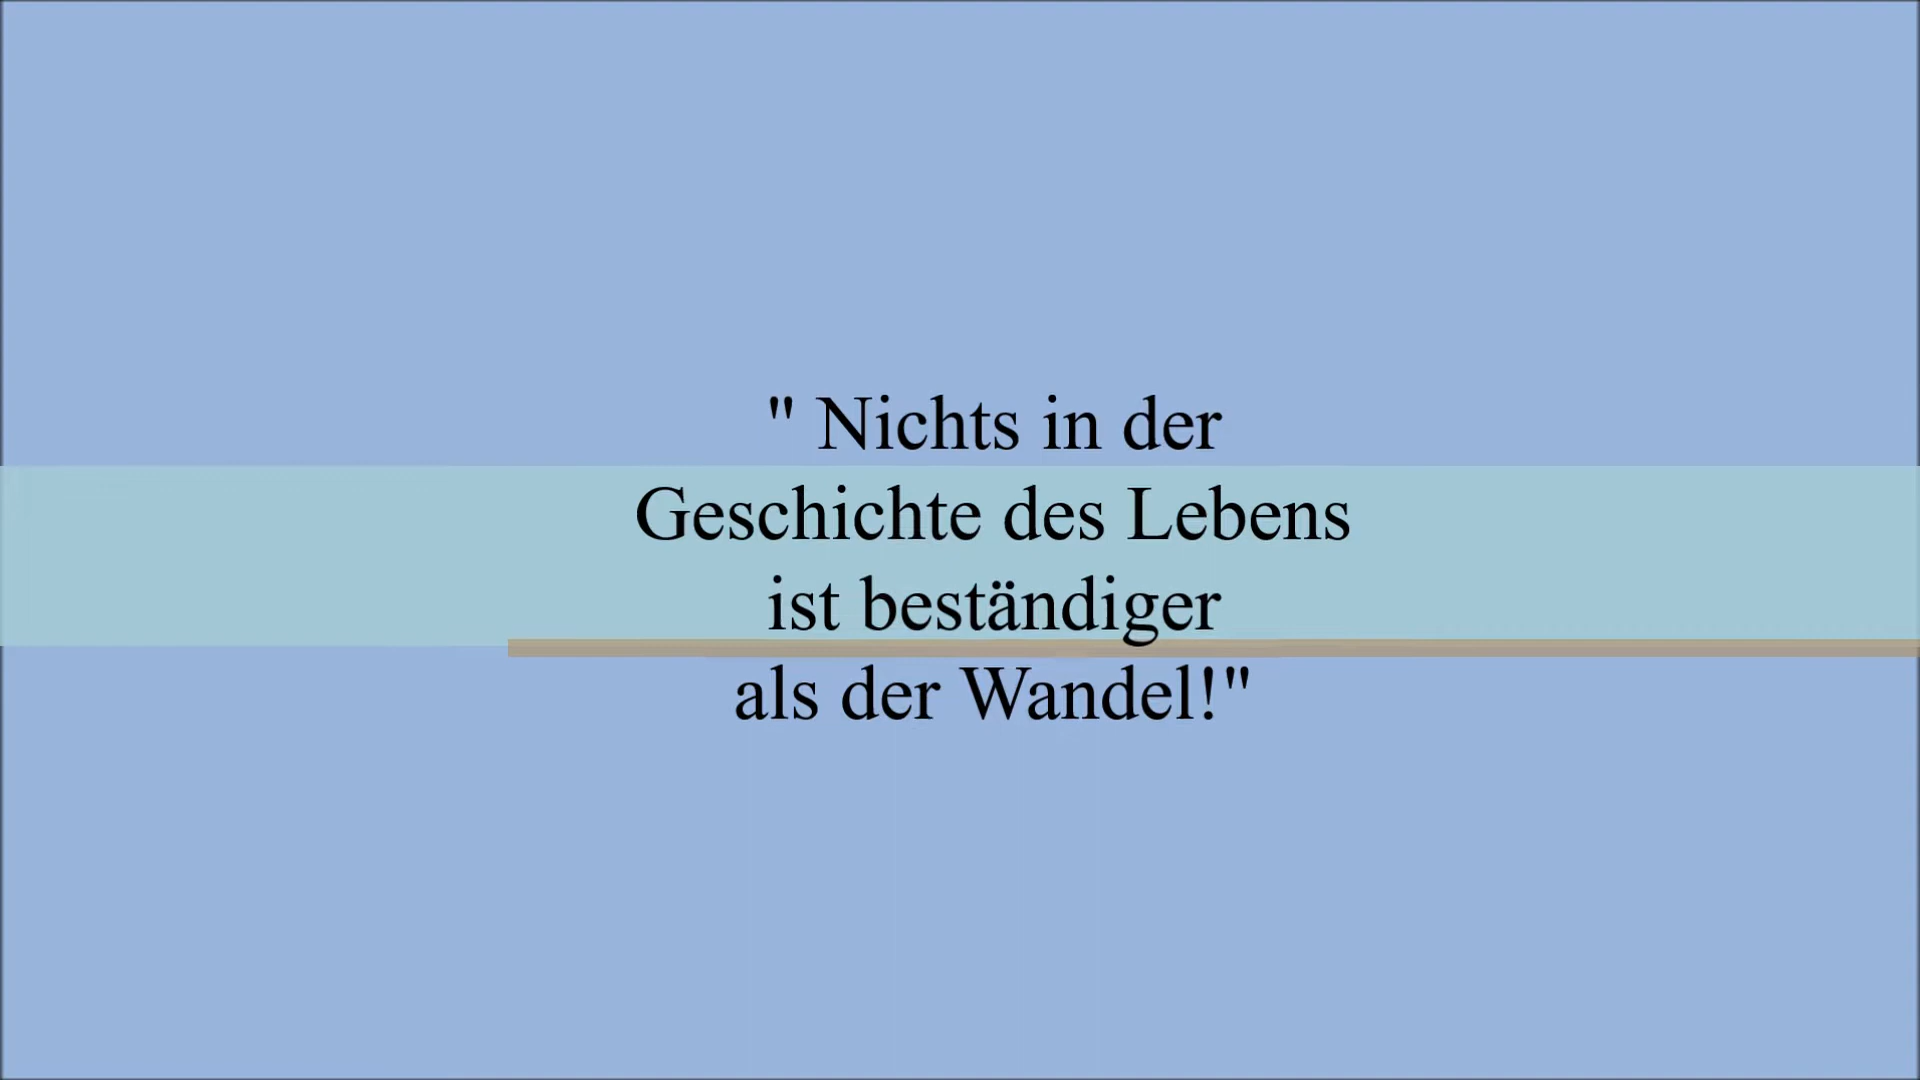 " Nichts in der
Geschichte des Lebens
ist beständiger
als der Wandel!"